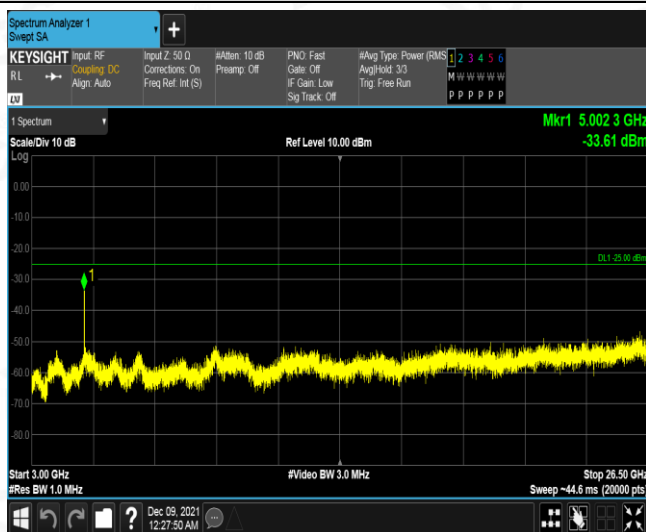 Spectrum Analyzer 1
Swept SA
+
KEYSIGHT Input: RF Input Z: 50 Ω #Atten: 10 dB PNO: Fast #Avg Type: Power (RMS 1 2 3 4 5 6
RL Coupling: DC Corrections: On Preamp: Off Gate: Off Avg|Hold: 3/3 M W W W W W
Align: Auto Freq Ref: Int (S) IF Gain: Low Trig: Free Run
LXI Sig Track: Off P P P P P P
1 Spectrum Mkr1 5.002 3 GHz
Scale/Div 10 dB Ref Level 10.00 dBm -33.61 dBm
Log
0.00
-10.0
-20.0
DL1 -25.00 dBm
1
-30.0
-40.0
-50.0
-60.0
-70.0
-80.0
Start 3.00 GHz #Video BW 3.0 MHz Stop 26.50 GHz
#Res BW 1.0 MHz Sweep ~44.6 ms (20000 pts)
? Dec 09, 2021
12:27:50 AM